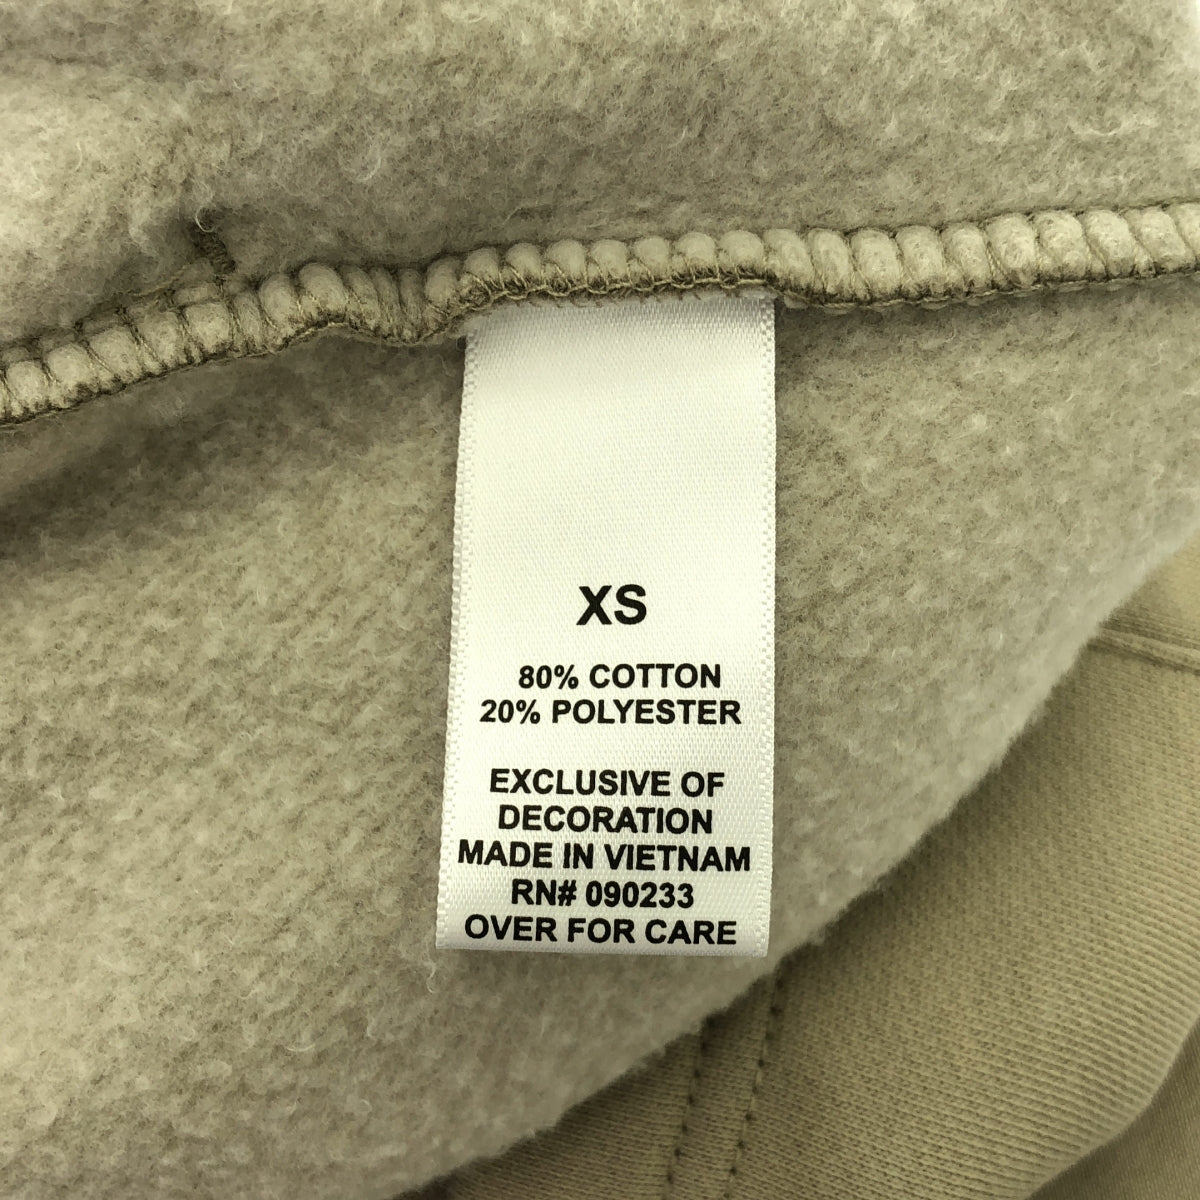 XS
80% COTTON
20% POLYESTER
EXCLUSIVE OF
DECORATION
MADE IN VIETNAM
RN# 090233
OVER FOR CARE